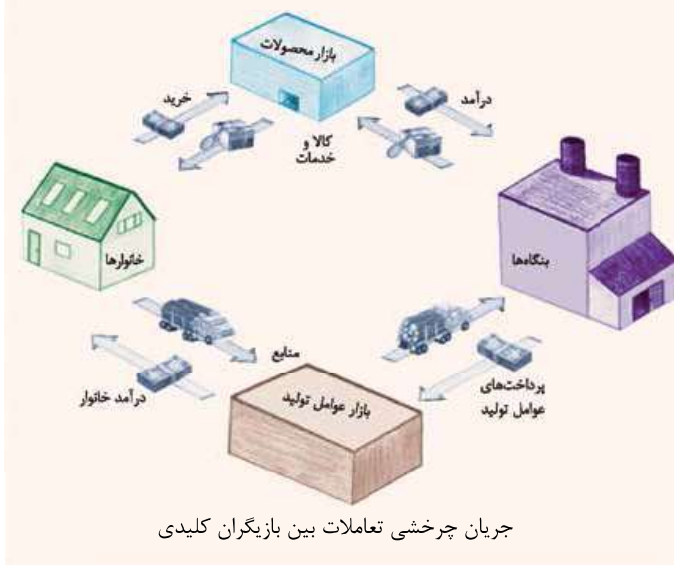 بازار محصولات
درآمد
خرید
کالا و
خدمات
بنگاه‌ها
خانوارها
منابع
پرداخت‌های
عوامل تولید
درآمد خانوار
بازار عوامل تولید
جریان چرخشی تعاملات بین بازیگران کلیدی